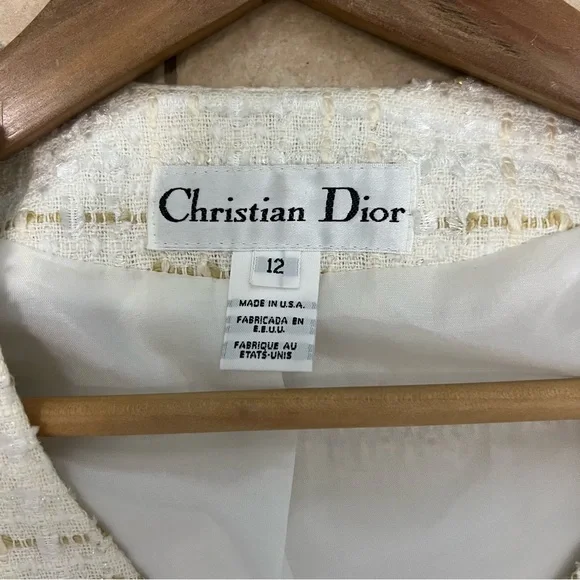 Christian Dior
12
MADE IN U.S.A.
FABRICADA EN
E.E.U.U.
FABRIQUE AU
ETATS-UNIS